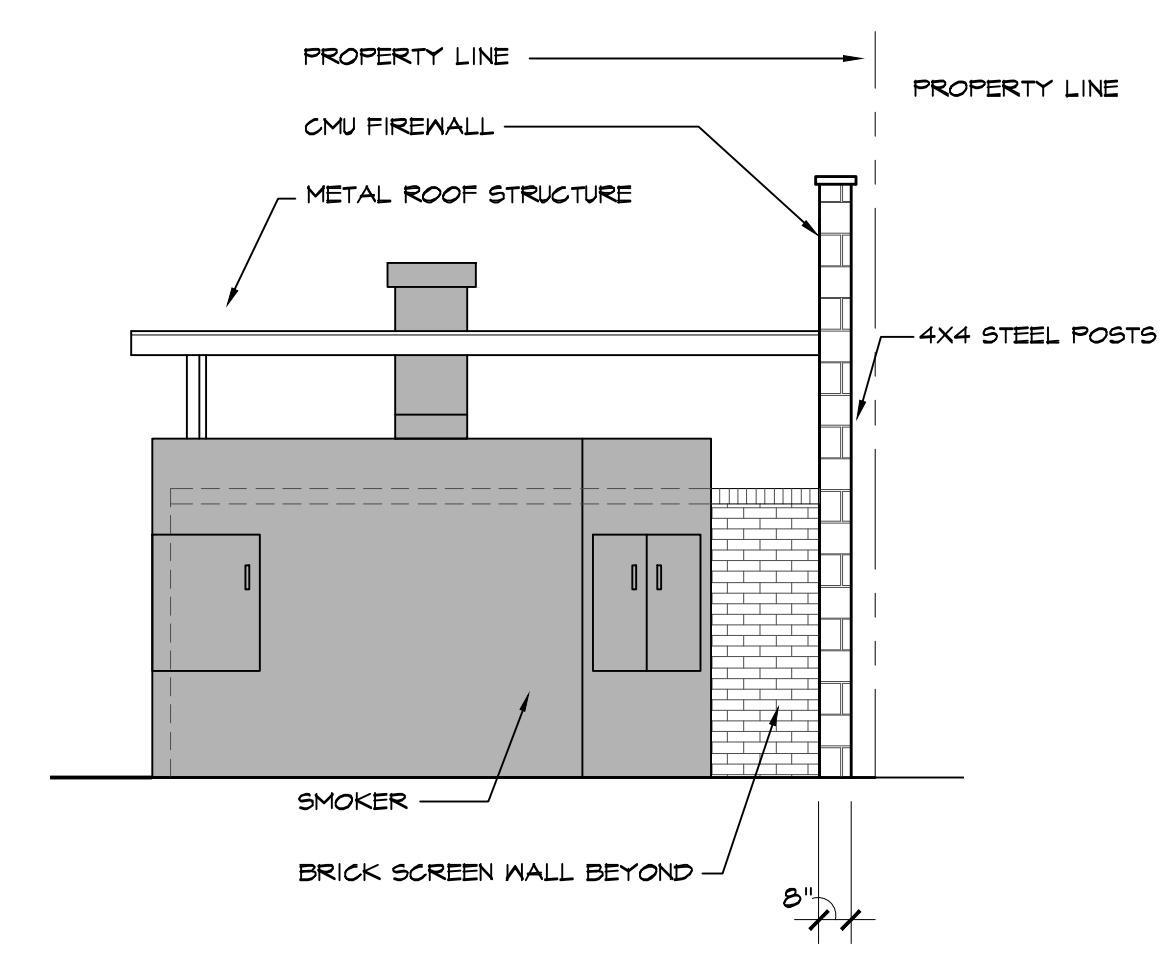 PROPERTY LINE
PROPERTY LINE
CMU FIREWALL
METAL ROOF STRUCTURE
4X4 STEEL POSTS
SMOKER
BRICK SCREEN WALL BEYOND
8"